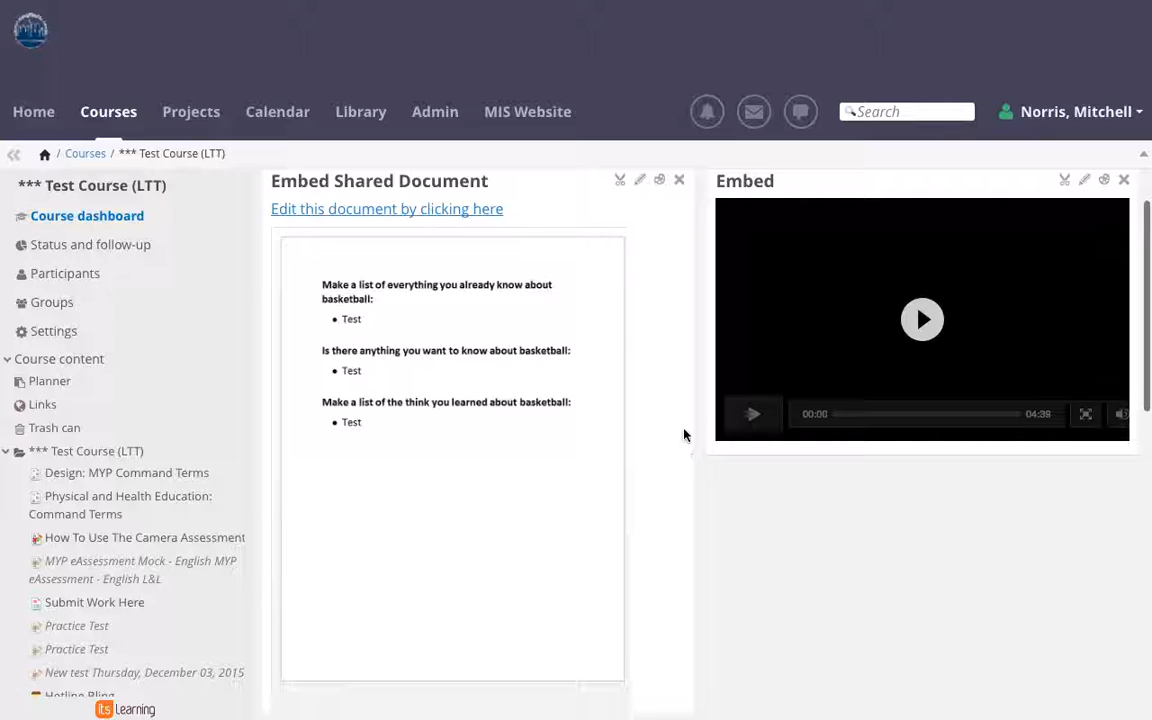 Home Courses Projects Calendar Library Admin MIS Website Search Norris, Mitchell
/ Courses / *** Test Course (LTT)
*** Test Course (LTT)
Course dashboard
Status and follow-up
Participants
Groups
Settings
Course content
Planner
Links
Trash can
*** Test Course (LTT)
Design: MYP Command Terms
Physical and Health Education:
Command Terms
How To Use The Camera Assessment
MYP eAssessment Mock - English MYP
eAssessment - English L&L
Submit Work Here
Practice Test
Practice Test
New test Thursday, December 03, 2015
Hotline Bling
its Learning
Embed Shared Document
Edit this document by clicking here
Make a list of everything you already know about
basketball:
• Test
Is there anything you want to know about basketball:
• Test
Make a list of the think you learned about basketball:
• Test
Embed
00:00 04:39